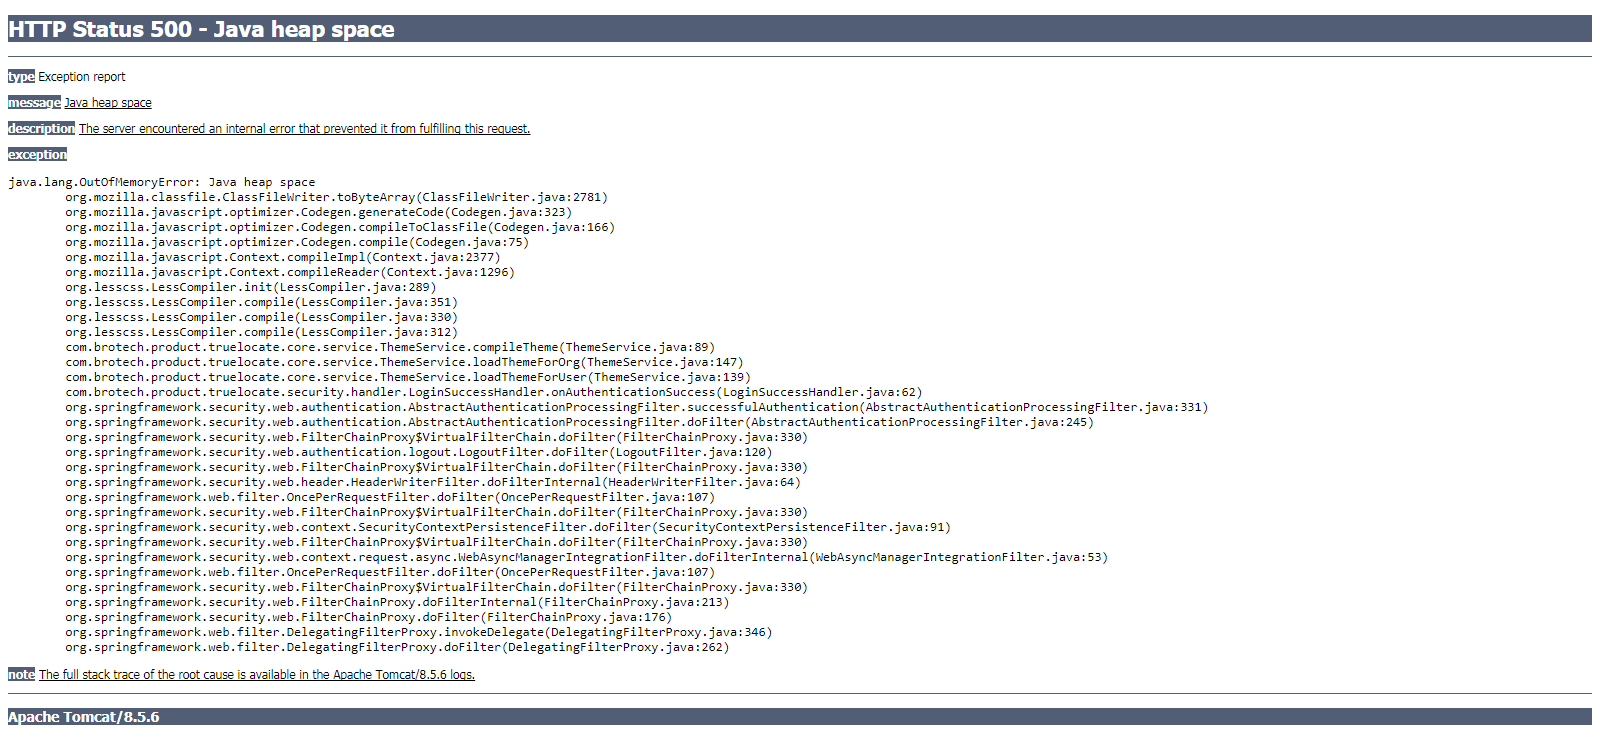 HTTP Status 500 - Java heap space
type Exception report
message Java heap space
description The server encountered an internal error that prevented it from fulfilling this request.
exception
java.lang.OutOfMemoryError: Java heap space
org.mozilla.classfile.ClassFileWriter.toByteArray(ClassFileWriter.java:2781)
org.mozilla.javascript.optimizer.Codegen.generateCode(Codegen.java:323)
org.mozilla.javascript.optimizer.Codegen.compileToClassFile(Codegen.java:166)
org.mozilla.javascript.optimizer.Codegen.compile(Codegen.java:75)
org.mozilla.javascript.Context.compileImpl(Context.java:2377)
org.mozilla.javascript.Context.compileReader(Context.java:1296)
org.lesscss.LessCompiler.init(LessCompiler.java:289)
org.lesscss.LessCompiler.compile(LessCompiler.java:351)
org.lesscss.LessCompiler.compile(LessCompiler.java:330)
org.lesscss.LessCompiler.compile(LessCompiler.java:312)
com.brotech.product.truelocate.core.service.ThemeService.compileTheme(ThemeService.java:89)
com.brotech.product.truelocate.core.service.ThemeService.loadThemeForOrg(ThemeService.java:147)
com.brotech.product.truelocate.core.service.ThemeService.loadThemeForUser(ThemeService.java:139)
com.brotech.product.truelocate.security.handler.LoginSuccessHandler.onAuthenticationSuccess(LoginSuccessHandler.java:62)
org.springframework.security.web.authentication.AbstractAuthenticationProcessingFilter.successfulAuthentication(AbstractAuthenticationProcessingFilter.java:331)
org.springframework.security.web.authentication.AbstractAuthenticationProcessingFilter.doFilter(AbstractAuthenticationProcessingFilter.java:245)
org.springframework.security.web.FilterChainProxy$VirtualFilterChain.doFilter(FilterChainProxy.java:330)
org.springframework.security.web.authentication.logout.LogoutFilter.doFilter(LogoutFilter.java:120)
org.springframework.security.web.FilterChainProxy$VirtualFilterChain.doFilter(FilterChainProxy.java:330)
org.springframework.security.web.header.HeaderWriterFilter.doFilterInternal(HeaderWriterFilter.java:64)
org.springframework.web.filter.OncePerRequestFilter.doFilter(OncePerRequestFilter.java:107)
org.springframework.security.web.FilterChainProxy$VirtualFilterChain.doFilter(FilterChainProxy.java:330)
org.springframework.security.web.context.SecurityContextPersistenceFilter.doFilter(SecurityContextPersistenceFilter.java:91)
org.springframework.security.web.FilterChainProxy$VirtualFilterChain.doFilter(FilterChainProxy.java:330)
org.springframework.security.web.context.request.async.WebAsyncManagerIntegrationFilter.doFilterInternal(WebAsyncManagerIntegrationFilter.java:53)
org.springframework.web.filter.OncePerRequestFilter.doFilter(OncePerRequestFilter.java:107)
org.springframework.security.web.FilterChainProxy$VirtualFilterChain.doFilter(FilterChainProxy.java:330)
org.springframework.security.web.FilterChainProxy.doFilterInternal(FilterChainProxy.java:213)
org.springframework.security.web.FilterChainProxy.doFilter(FilterChainProxy.java:176)
org.springframework.web.filter.DelegatingFilterProxy.invokeDelegate(DelegatingFilterProxy.java:346)
org.springframework.web.filter.DelegatingFilterProxy.doFilter(DelegatingFilterProxy.java:262)
note The full stack trace of the root cause is available in the Apache Tomcat/8.5.6 logs.
Apache Tomcat/8.5.6